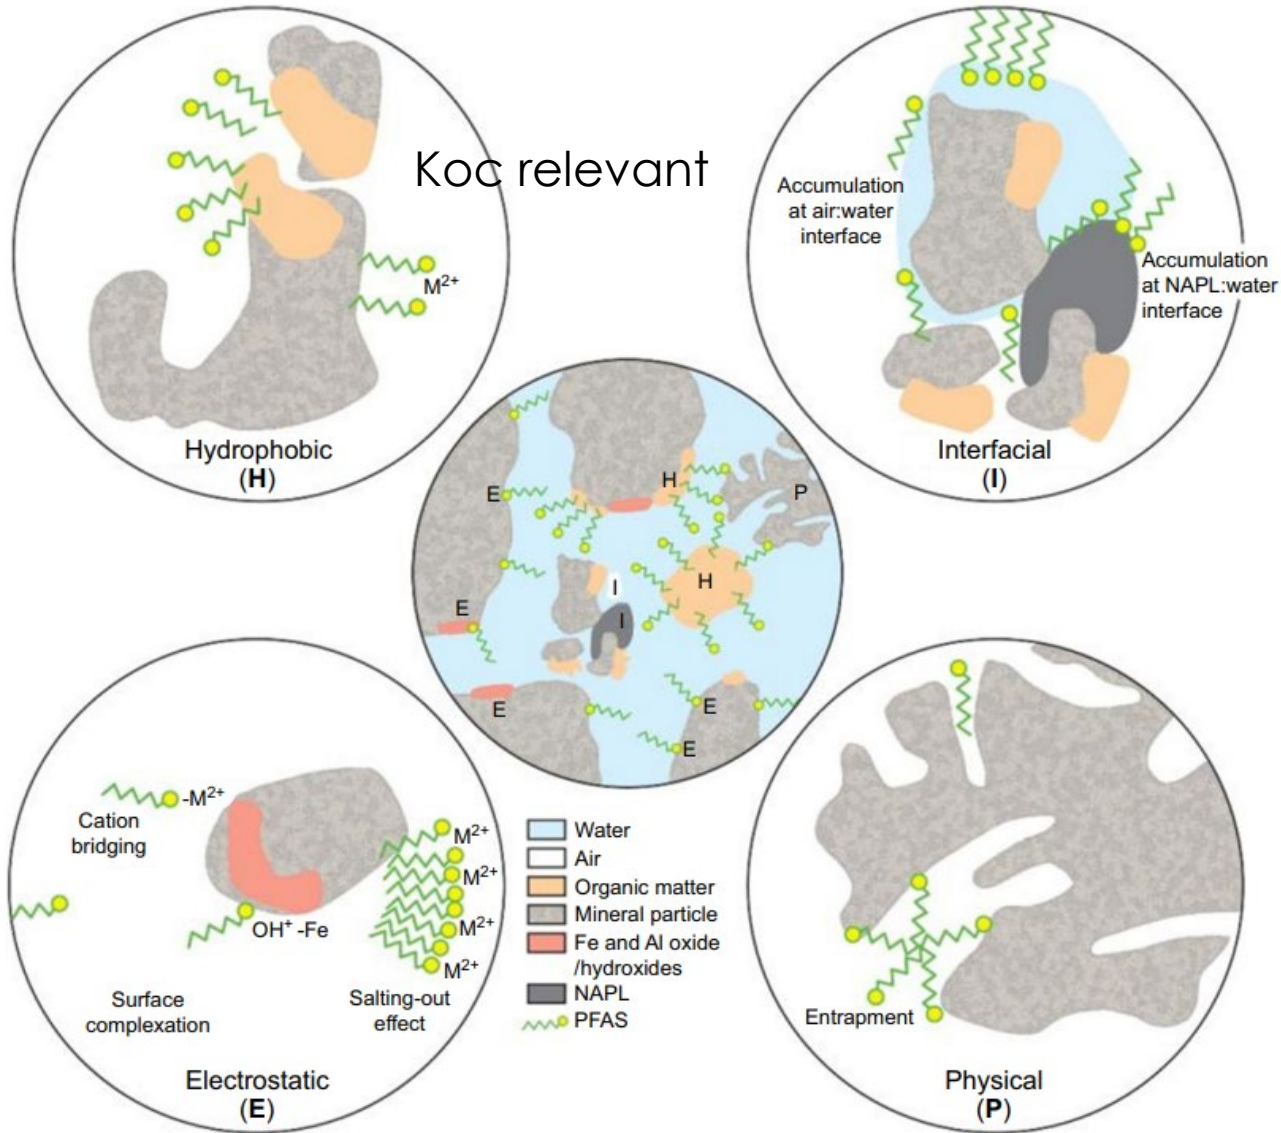 Koc relevant
M²⁺
Hydrophobic
(H)
Accumulation
at air:water
interface
Accumulation
at NAPL:water
interface
Interfacial
(I)
E
H
P
I
H
E
I
E
E
E
-M²⁺
Cation
bridging
OH⁺ -Fe
Surface
complexation
M²⁺
M²⁺
M²⁺
M²⁺
Salting-out
effect
Electrostatic
(E)
Water
Air
Organic matter
Mineral particle
Fe and Al oxide
/hydroxides
NAPL
PFAS
Entrapment
Physical
(P)